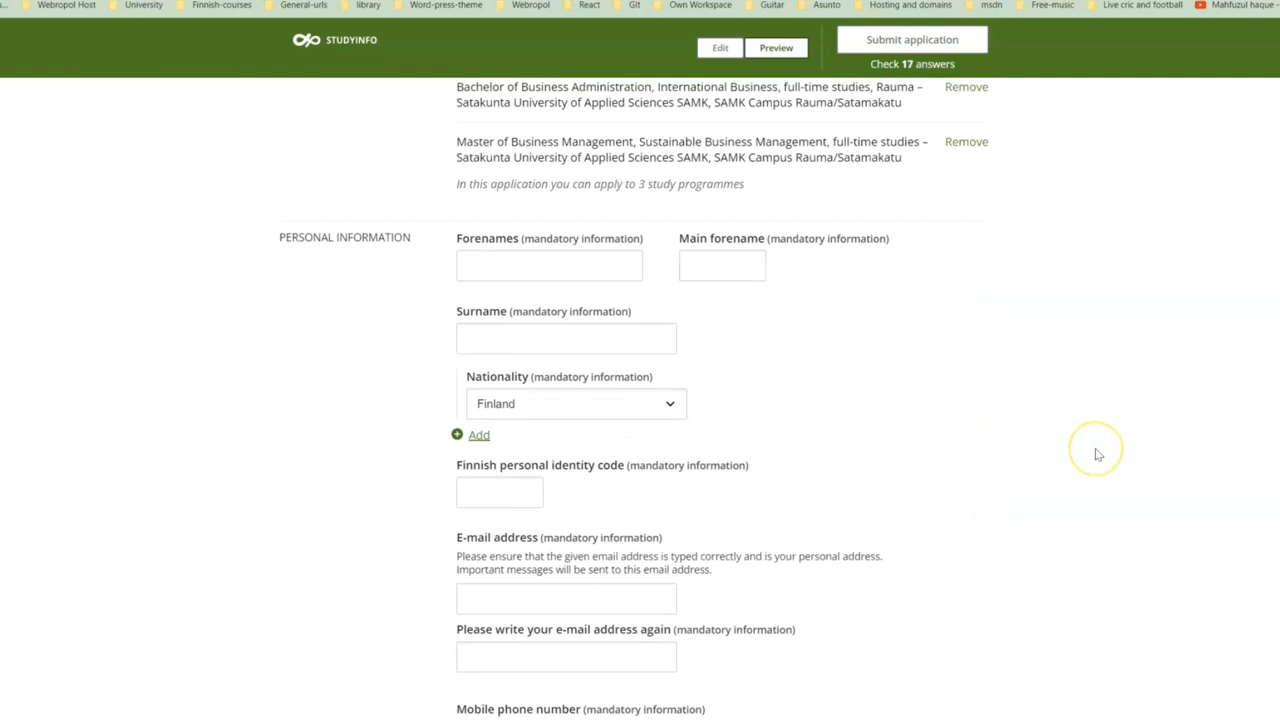 ... Webropol Host University Finnish-courses General-urls library Word-press-theme Webropol React Git Own Workspace Guitar Asunto Hosting and domains msdn Free-music Live cric and football Mahfuzul haque -
STUDYINFO
Edit Preview Submit application
Check 17 answers
Bachelor of Business Administration, International Business, full-time studies, Rauma – Remove
Satakunta University of Applied Sciences SAMK, SAMK Campus Rauma/Satamakatu
Master of Business Management, Sustainable Business Management, full-time studies – Remove
Satakunta University of Applied Sciences SAMK, SAMK Campus Rauma/Satamakatu
In this application you can apply to 3 study programmes
PERSONAL INFORMATION
Forenames (mandatory information) Main forename (mandatory information)
Surname (mandatory information)
Nationality (mandatory information)
Finland
Add
Finnish personal identity code (mandatory information)
E-mail address (mandatory information)
Please ensure that the given email address is typed correctly and is your personal address.
Important messages will be sent to this email address.
Please write your e-mail address again (mandatory information)
Mobile phone number (mandatory information)